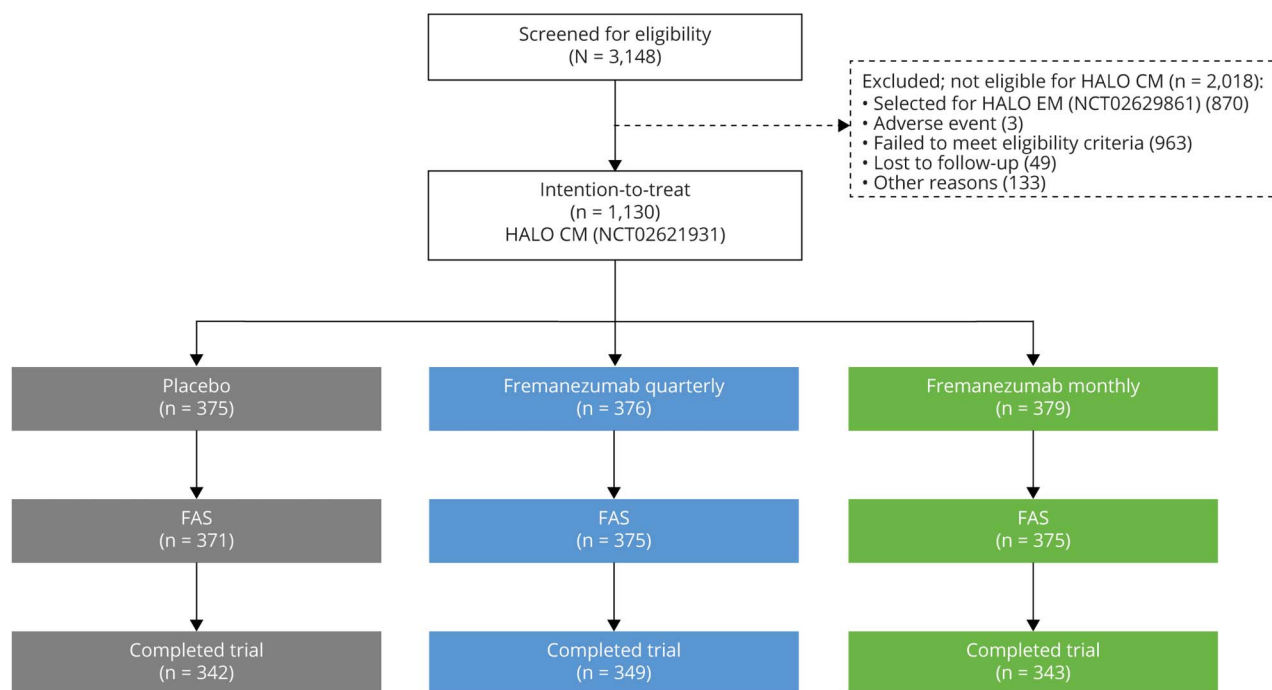 Screened for eligibility
(N = 3,148)
Excluded; not eligible for HALO CM (n = 2,018):
• Selected for HALO EM (NCT02629861) (870)
• Adverse event (3)
• Failed to meet eligibility criteria (963)
• Lost to follow-up (49)
• Other reasons (133)
Intention-to-treat
(n = 1,130)
HALO CM (NCT02621931)
Placebo
(n = 375)
Fremanezumab quarterly
(n = 376)
Fremanezumab monthly
(n = 379)
FAS
(n = 371)
FAS
(n = 375)
FAS
(n = 375)
Completed trial
(n = 342)
Completed trial
(n = 349)
Completed trial
(n = 343)